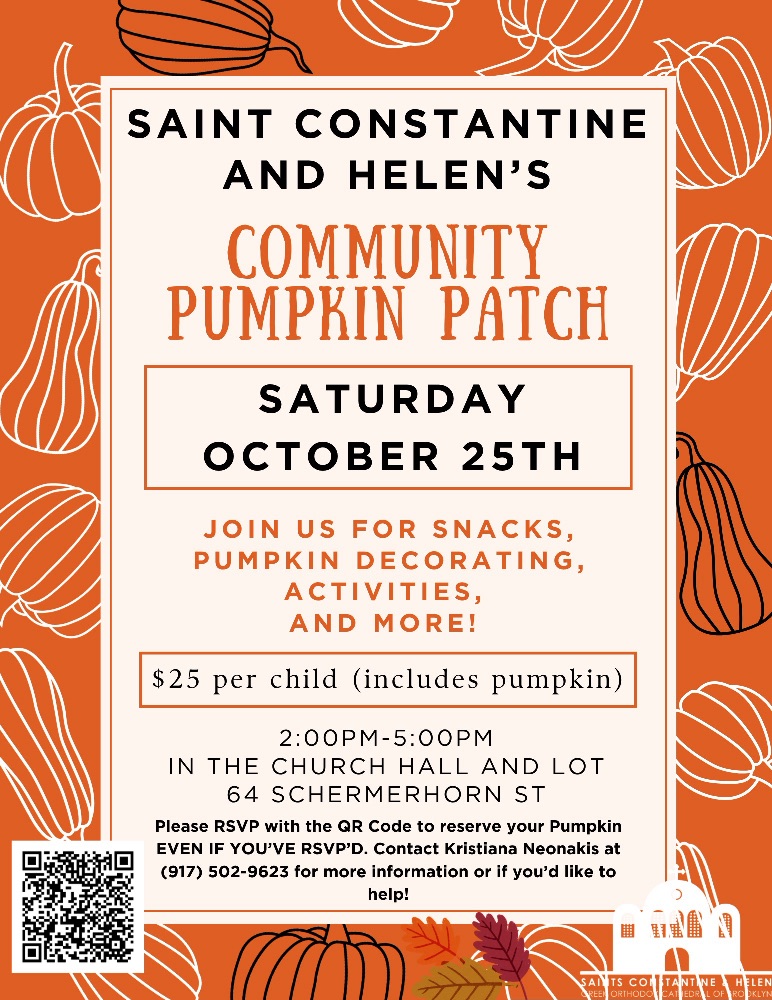 SAINT CONSTANTINE
AND HELEN'S
COMMUNITY
PUMPKIN PATCH
SATURDAY
OCTOBER 25TH
JOIN US FOR SNACKS,
PUMPKIN DECORATING,
ACTIVITIES,
AND MORE!
$25 per child (includes pumpkin)
2:00PM-5:00PM
IN THE CHURCH HALL AND LOT
64 SCHERMERHORN ST
Please RSVP with the QR Code to reserve your Pumpkin
EVEN IF YOU'VE RSVP'D. Contact Kristiana Neonakis at
(917) 502-9623 for more information or if you'd like to
help!
SAINTS CONSTANTINE & HELEN
GREEK ORTHODOX CATHEDRAL OF BROOKLYN